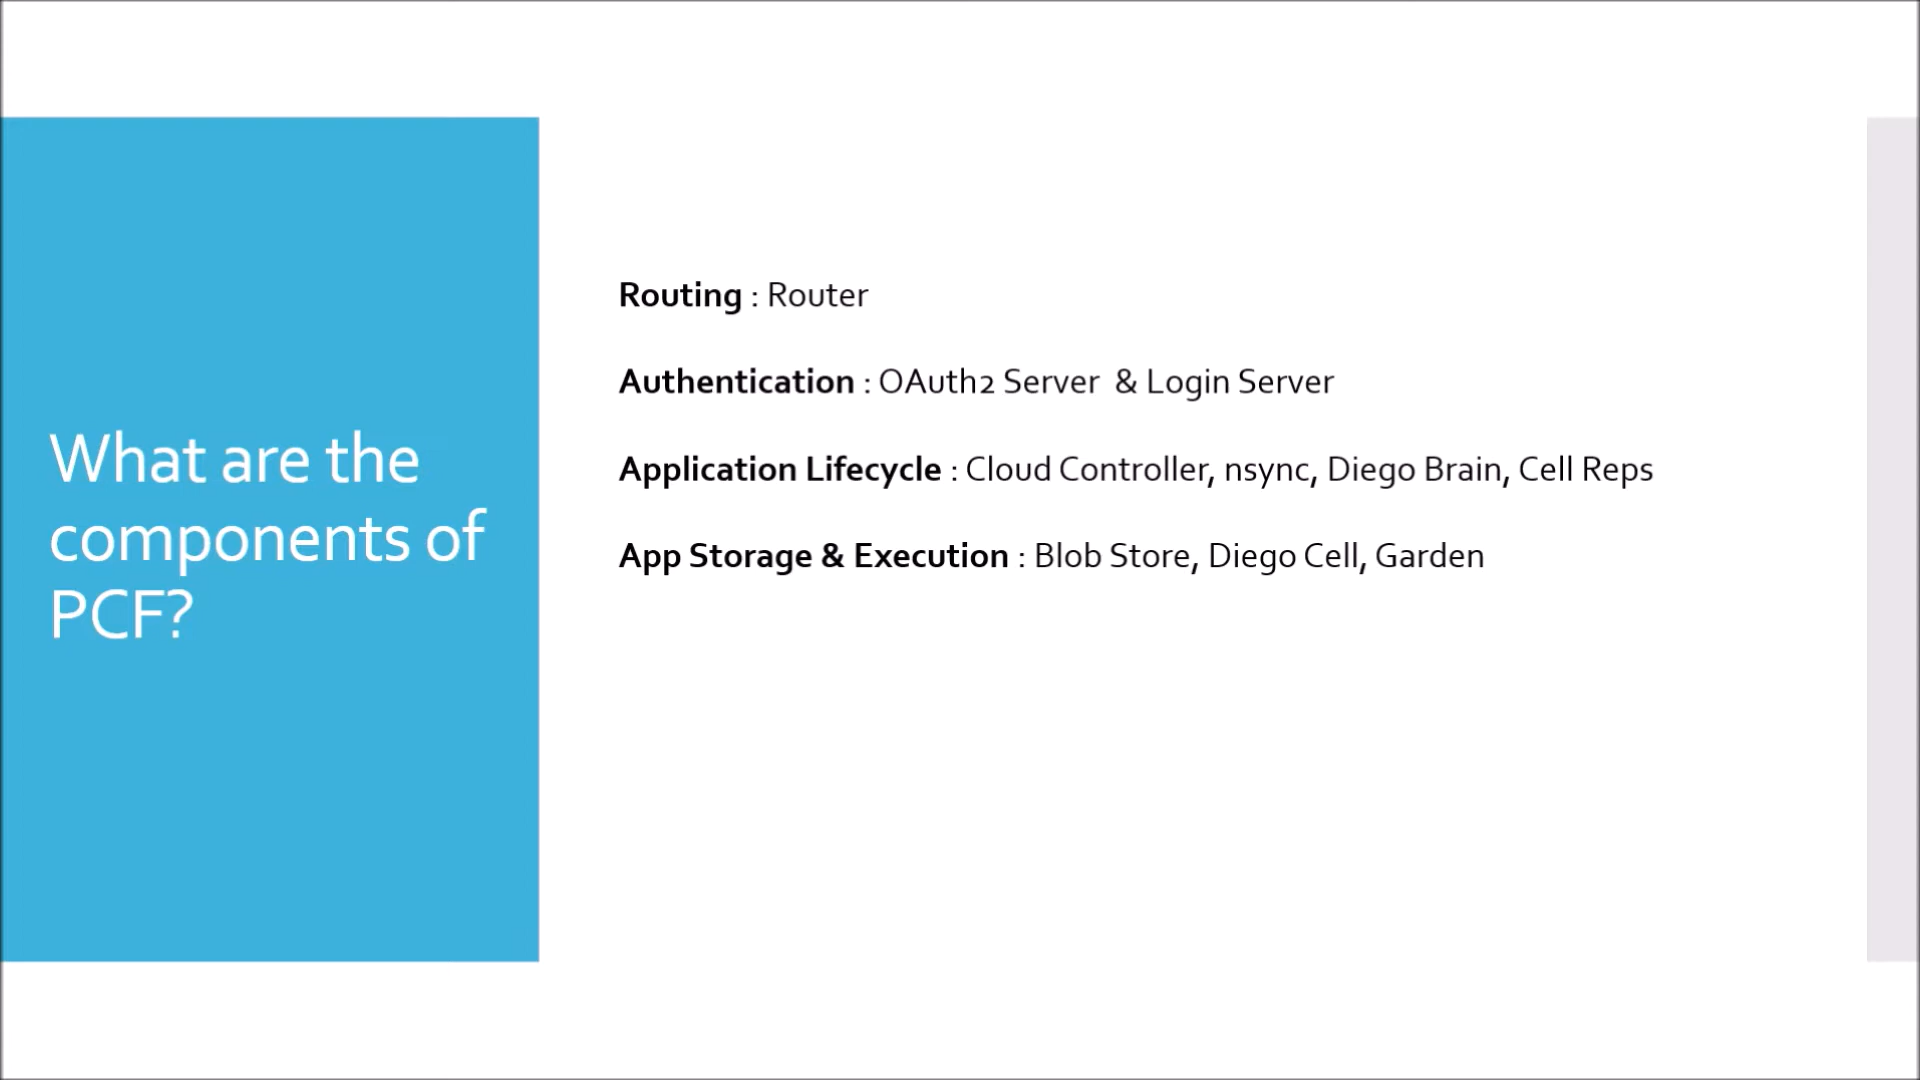 What are the
components of
PCF?
Routing : Router
Authentication : OAuth2 Server & Login Server
Application Lifecycle : Cloud Controller, nsync, Diego Brain, Cell Reps
App Storage & Execution : Blob Store, Diego Cell, Garden